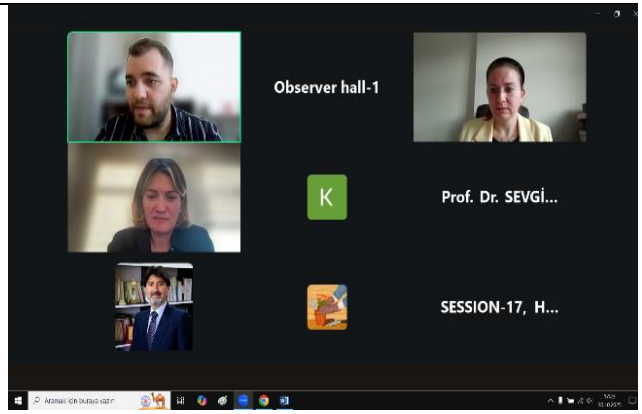 Observer hall-1
K
Prof. Dr. SEVGİ...
SESSION-17, H...
Aramak için buraya yazın